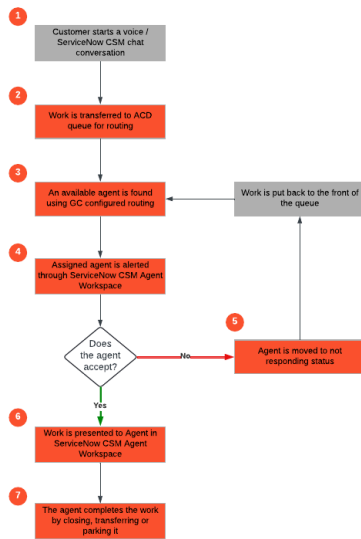 1
Customer starts a voice /
ServiceNow CSM chat
conversation
2
Work is transferred to ACD
queue for routing
3
An available agent is found
using GC configured routing
Work is put back to the front of
the queue
4
Assigned agent is alerted
through ServiceNow CSM Agent
Workspace
5
Does
the agent
accept?
No
Agent is moved to not
responding status
Yes
6
Work is presented to Agent in
ServiceNow CSM Agent
Workspace
7
The agent completes the work
by closing, transferring or
parking it